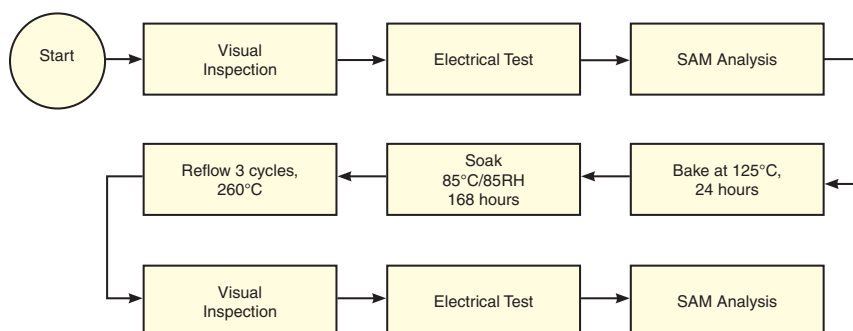 Start
Visual
Inspection
Electrical Test
SAM Analysis
Bake at 125°C,
24 hours
Soak
85°C/85RH
168 hours
Reflow 3 cycles,
260°C
Visual
Inspection
Electrical Test
SAM Analysis